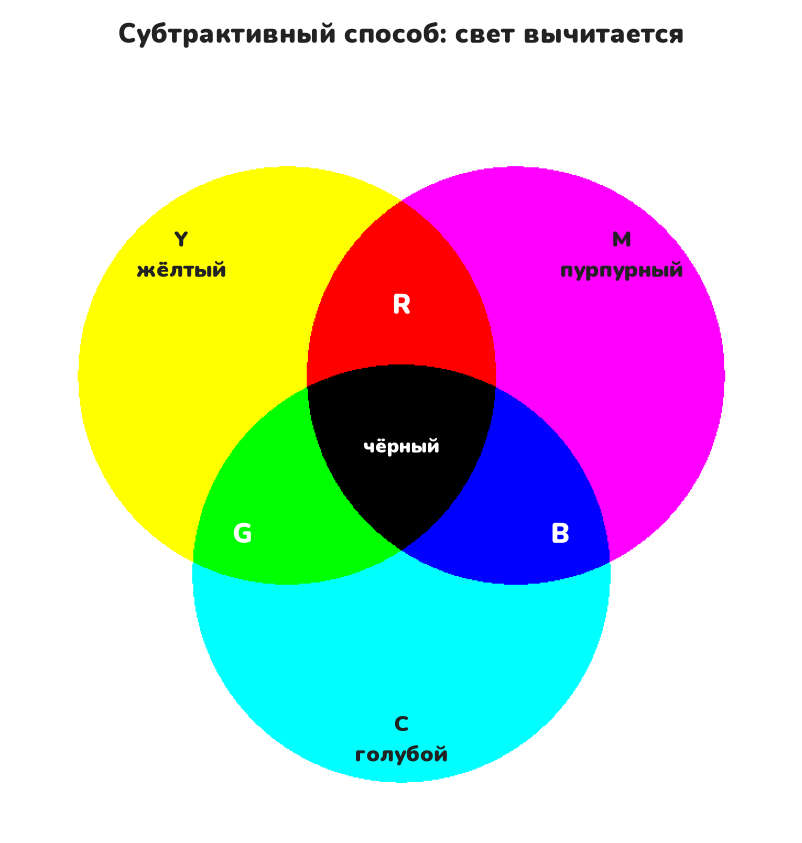 Субтрактивный способ: свет вычитается
Y
жёлтый
M
пурпурный
R
чёрный
G
B
C
голубой